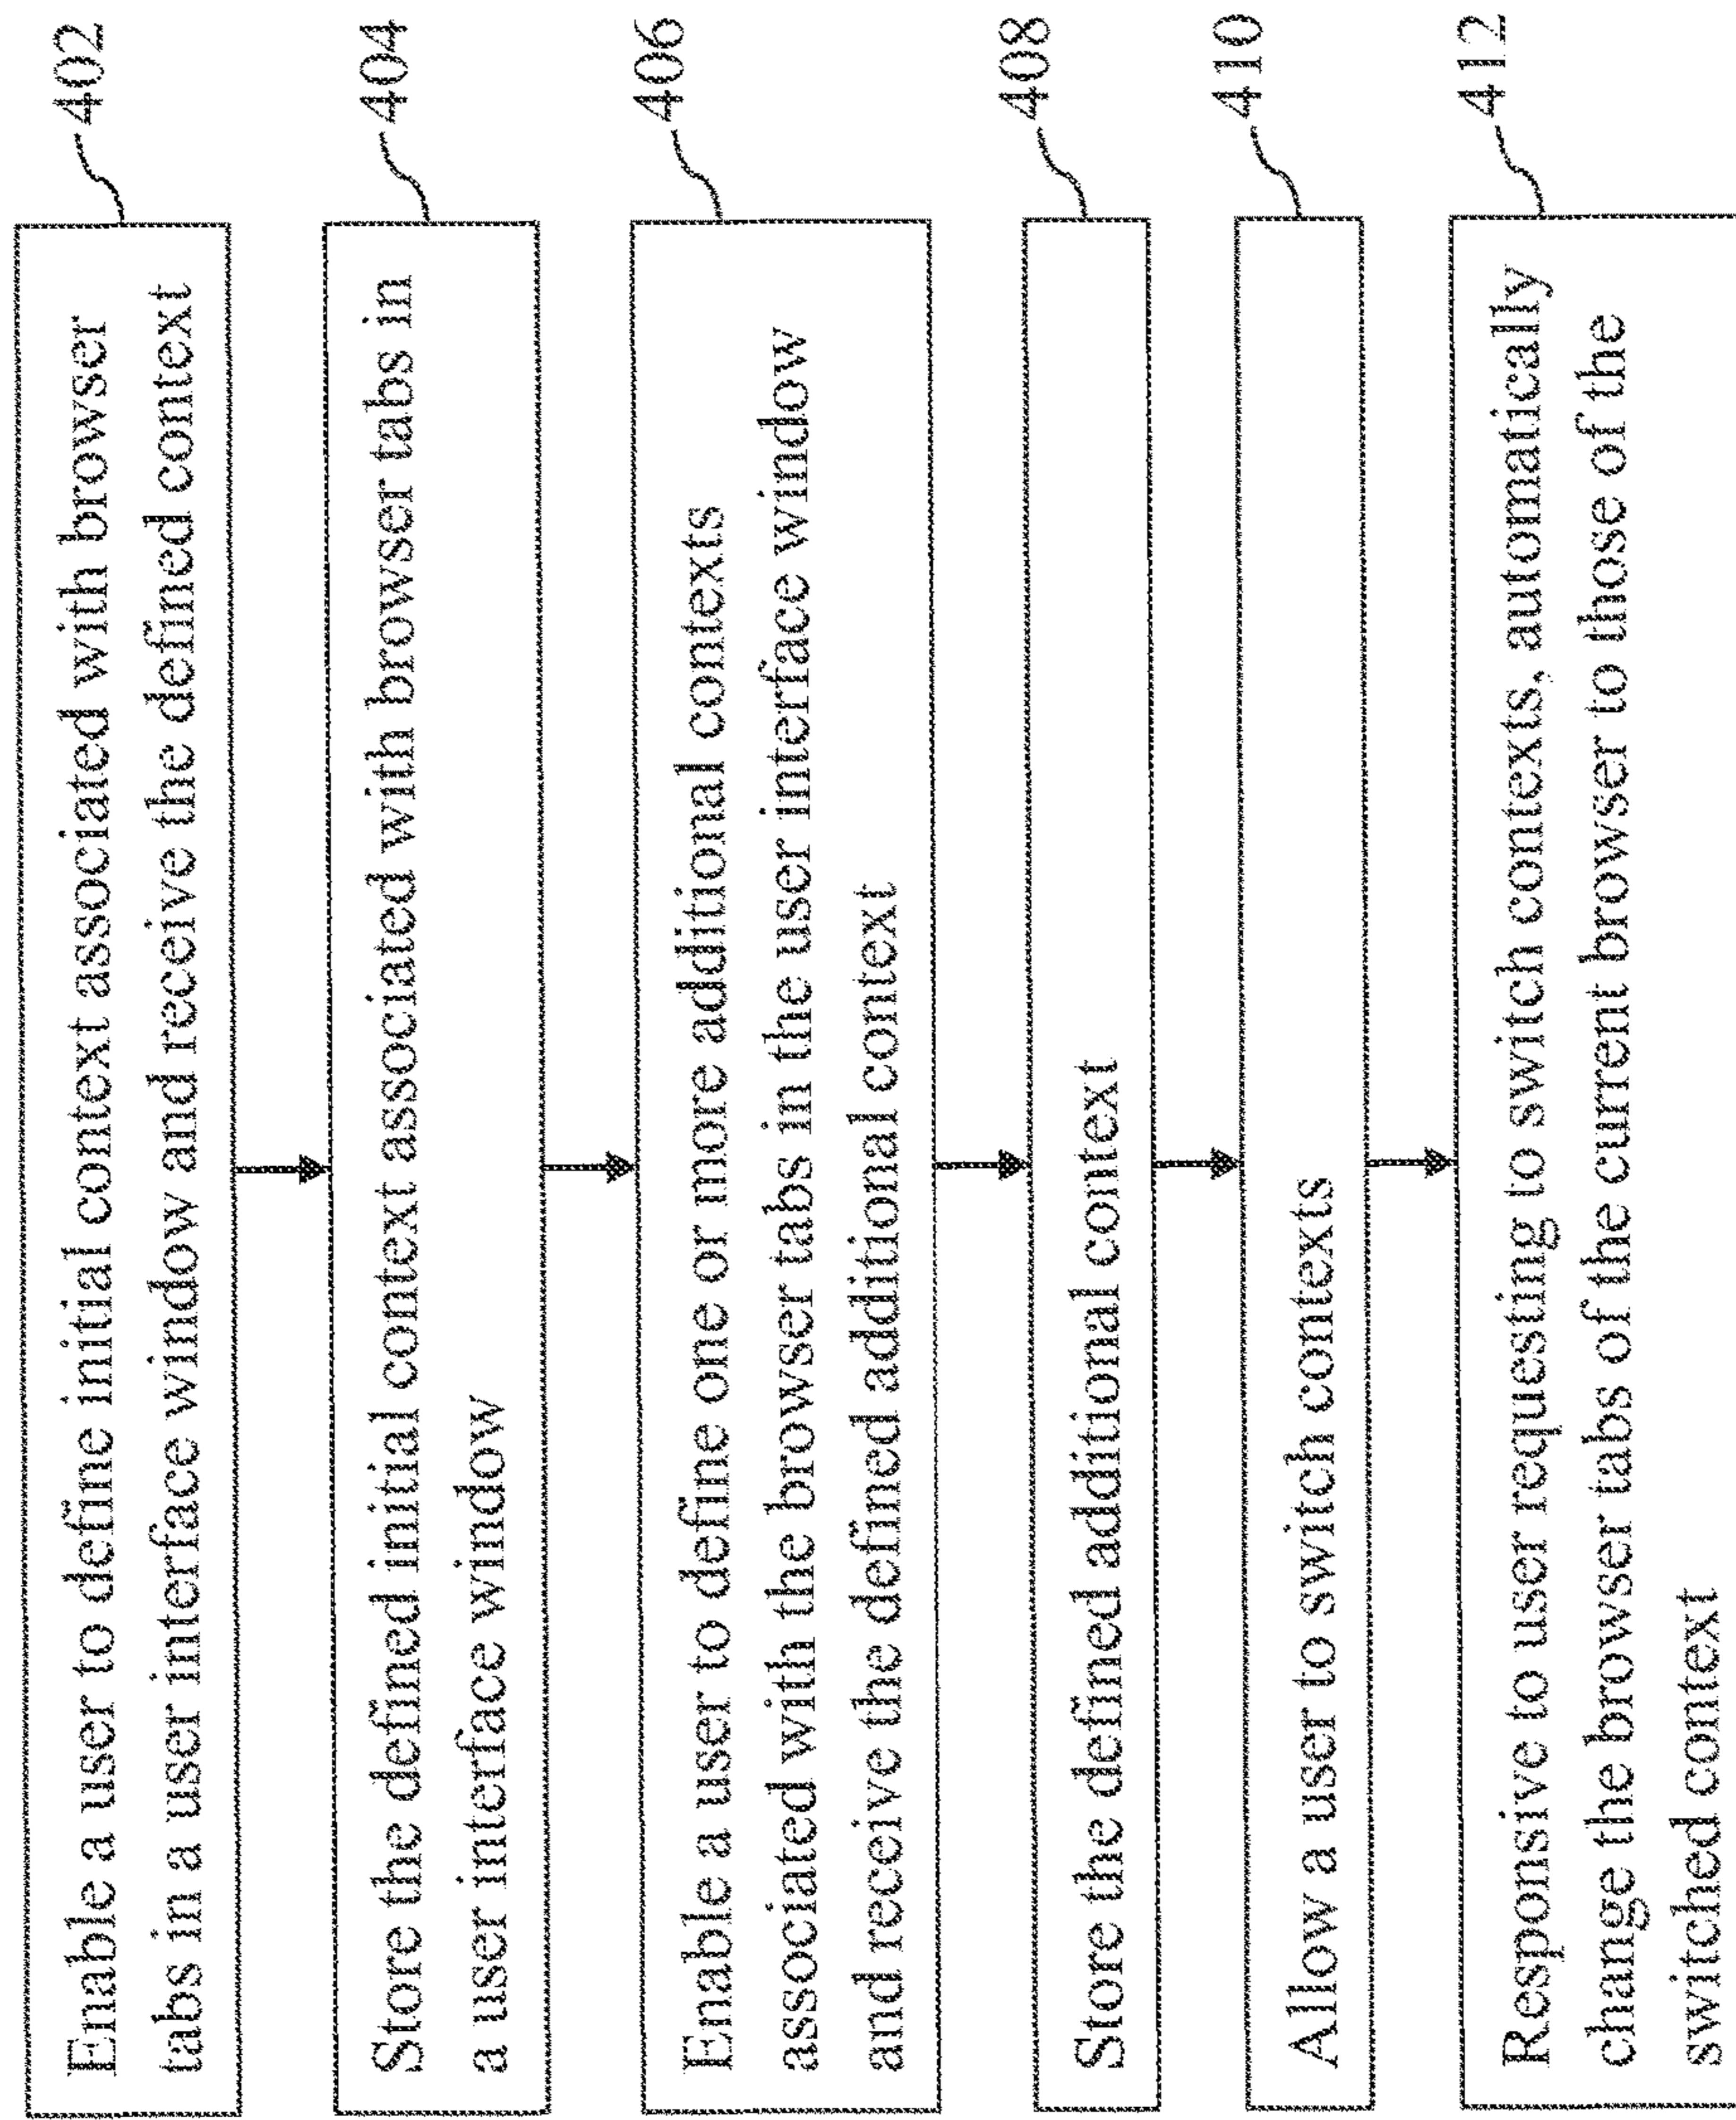 Enable a user to define initial context associated with browser
tabs in a user interface window and receive the defined context
402
Store the defined initial context associated with browser tabs in
a user interface window
404
Enable a user to define one or more additional contexts
associated with the browser tabs in the user interface window
and receive the defined additional context
406
Store the defined additional context
408
Allow a user to switch contexts
410
Responsive to user requesting to switch contexts, automatically
change the browser tabs of the current browser to those of the
switched context
412